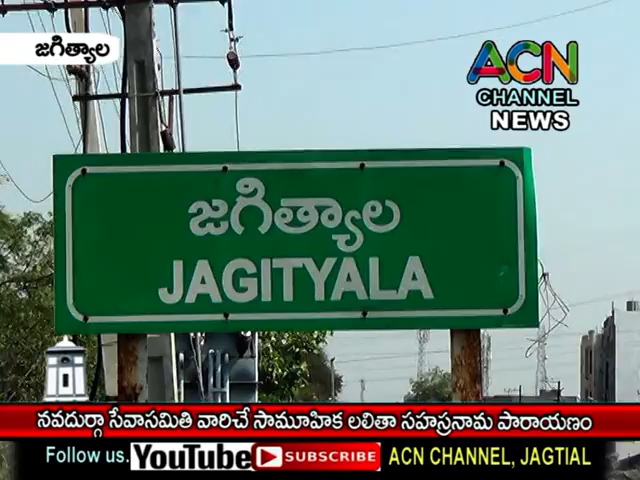 జగిత్యాల
ACN
CHANNEL
NEWS
జగిత్యాల
JAGITYALA
నవదుర్గా సేవాసమితి వారిచే సామూహిక లలితా సహస్రనామ పారాయణం
Follow us. YouTube SUBSCRIBE ACN CHANNEL, JAGTIAL